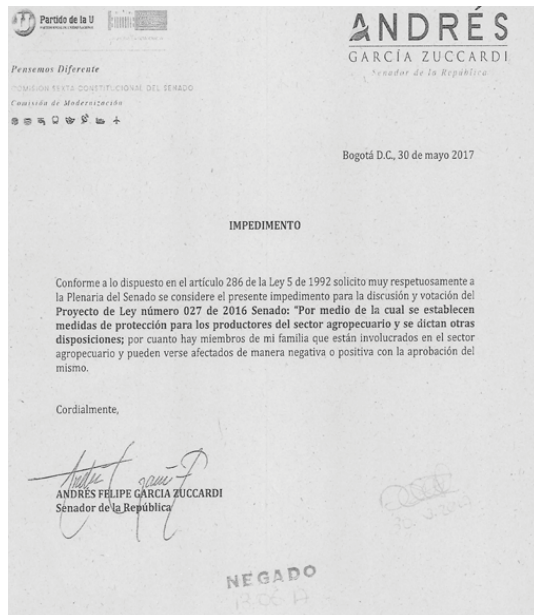 Partido de la U
ANDRÉS
GARCÍA ZUCCARDI
Senador de la República
Pensemos Diferente
COMISIÓN SEXTA CONSTITUCIONAL DEL SENADO
Comisión de Modernización
Bogotá D.C., 30 de mayo 2017
IMPEDIMENTO
Conforme a lo dispuesto en el artículo 286 de la Ley 5 de 1992 solicito muy respetuosamente a
la Plenaria del Senado se considere el presente impedimento para la discusión y votación del
Proyecto de Ley número 027 de 2016 Senado: "Por medio de la cual se establecen
medidas de protección para los productores del sector agropecuario y se dictan otras
disposiciones; por cuanto hay miembros de mi familia que están involucrados en el sector
agropecuario y pueden verse afectados de manera negativa o positiva con la aprobación del
mismo.
Cordialmente,
ANDRÉS FELIPE GARCIA ZUCCARDI
Senador de la República
NEGADO